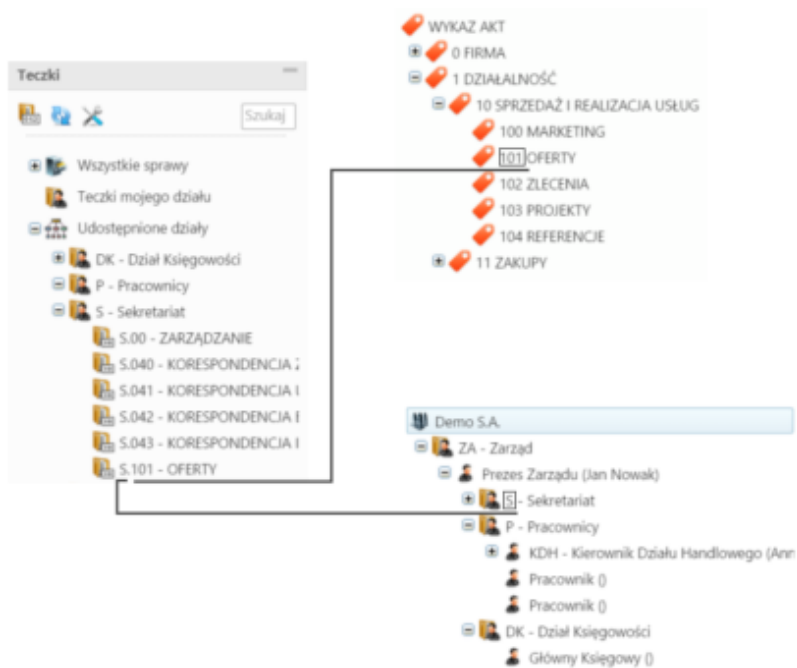 Teczki
Szukaj
Wszystkie sprawy
Teczki mojego działu
Udostępnione działy
DK - Dział Księgowości
P - Pracownicy
S - Sekretariat
S.00 - ZARZĄDZANIE
S.040 - KORESPONDENCJA
S.041 - KORESPONDENCJA
S.042 - KORESPONDENCJA
S.043 - KORESPONDENCJA
S.101 - OFERTY
WYKAZ AKT
0 FIRMA
1 DZIAŁALNOŚĆ
10 SPRZEDAŻ I REALIZACJA USŁUG
100 MARKETING
101 OFERTY
102 ZLECENIA
103 PROJEKTY
104 REFERENCJE
11 ZAKUPY
Demo S.A.
ZA - Zarząd
Prezes Zarządu (Jan Nowak)
S - Sekretariat
P - Pracownicy
KDH - Kierownik Działu Handlowego (Ann
Pracownik ()
Pracownik ()
DK - Dział Księgowości
Główny Księgowy ()